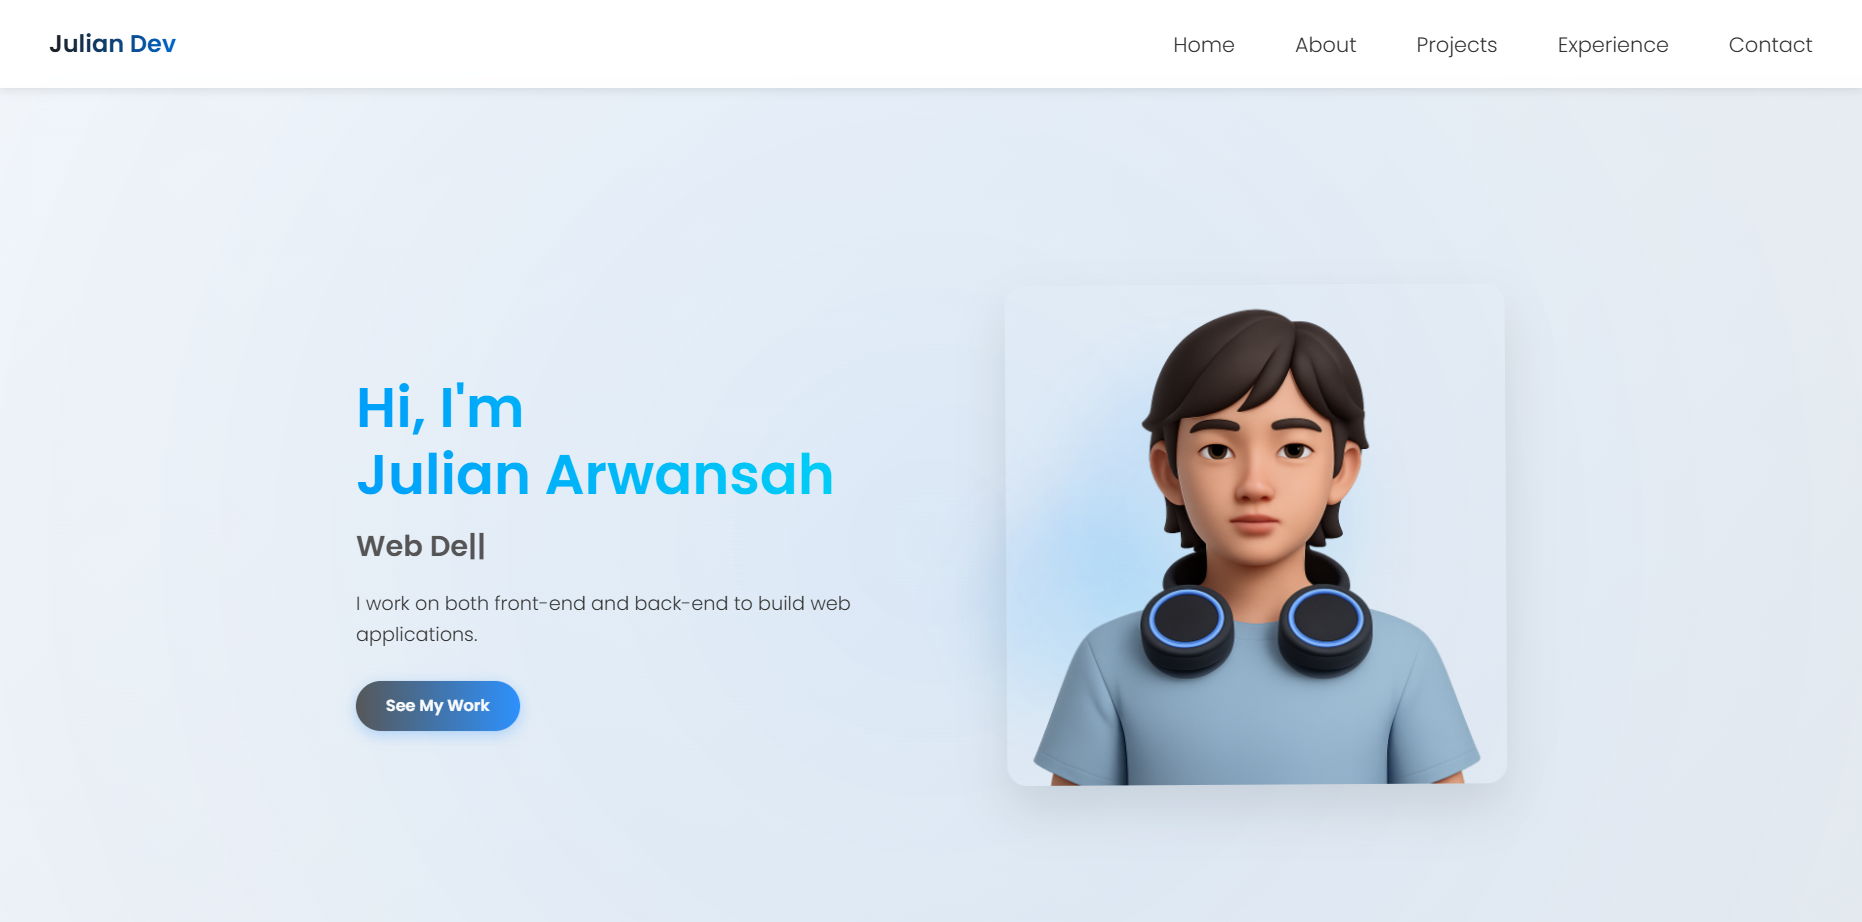 Julian Dev
Home
About
Projects
Experience
Contact
Hi, I'm
Julian Arwansah
Web De||
I work on both front-end and back-end to build web
applications.
See My Work